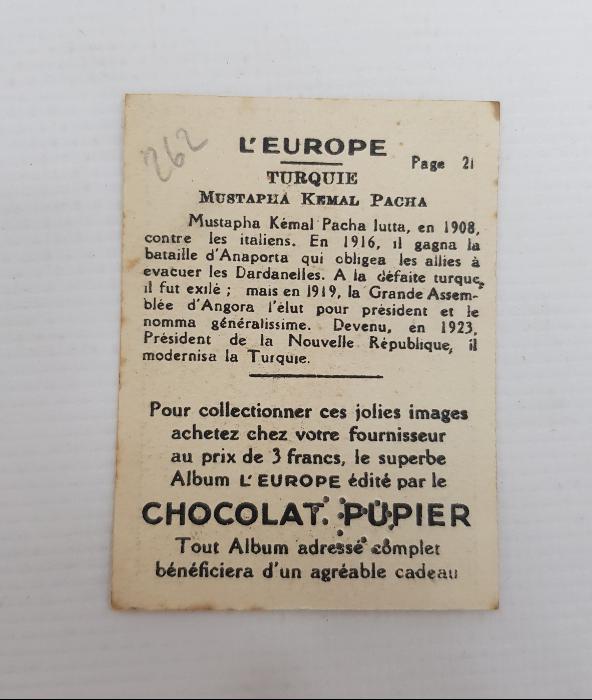 262
L'EUROPE
Page 21
TURQUIE
MUSTAPHA KEMAL PACHA
Mustapha Kémal Pacha lutta, en 1908,
contre les italiens. En 1916, il gagna la
bataille d'Anaporta qui obligea les allies à
évacuer les Dardanelles. A la défaite turque,
il fut exilé ; mais en 1919, la Grande Assem-
blée d'Angora l'élut pour président et le
nomma généralissime. Devenu, en 1923,
Président de la Nouvelle République, il
modernisa la Turquie.
Pour collectionner ces jolies images
achetez chez votre fournisseur
au prix de 3 francs, le superbe
Album L'EUROPE édité par le
CHOCOLAT PUPIER
Tout Album adressé complet
bénéficiera d'un agréable cadeau